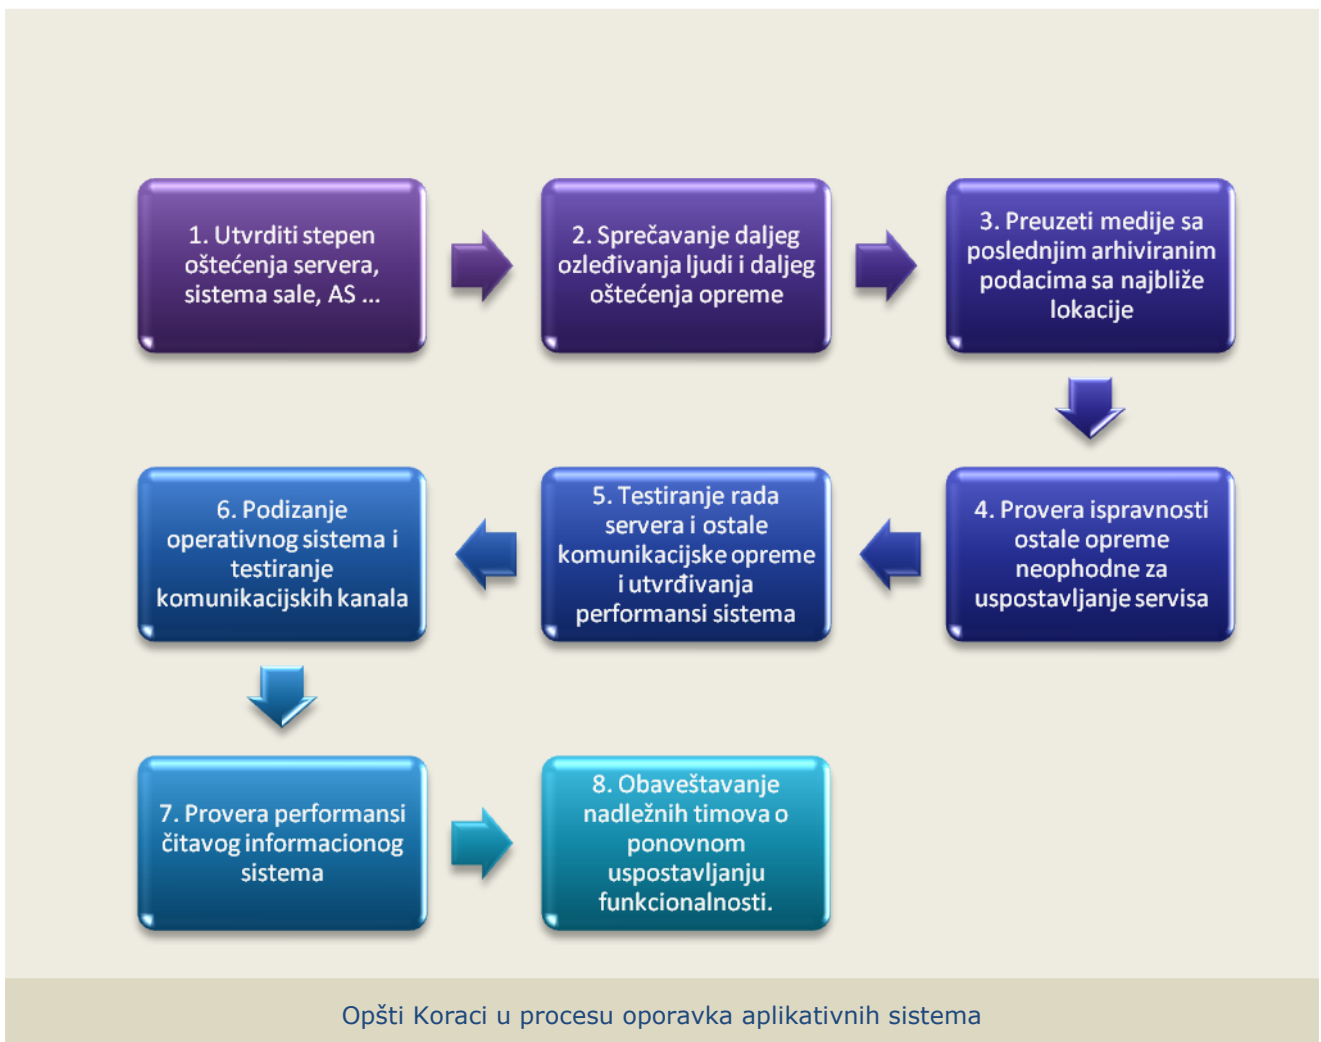 1. Utvrditi stepen
oštećenja servera,
sistema sale, AS ...
2. Sprečavanje daljeg
ozleđivanja ljudi i daljeg
oštećenja opreme
3. Preuzeti medije sa
poslednjim arhiviranim
podacima sa najbliže
lokacije
4. Provera ispravnosti
ostale opreme
neophodne za
uspostavljanje servisa
5. Testiranje rada
servera i ostale
komunikacijske opreme
i utvrđivanja
performansi sistema
6. Podizanje
operativnog sistema i
testiranje
komunikacijskih kanala
7. Provera performansi
čitavog informacionog
sistema
8. Obaveštavanje
nadležnih timova o
ponovnom
uspostavljanju
funkcionalnosti.
Opšti Koraci u procesu oporavka aplikativnih sistema